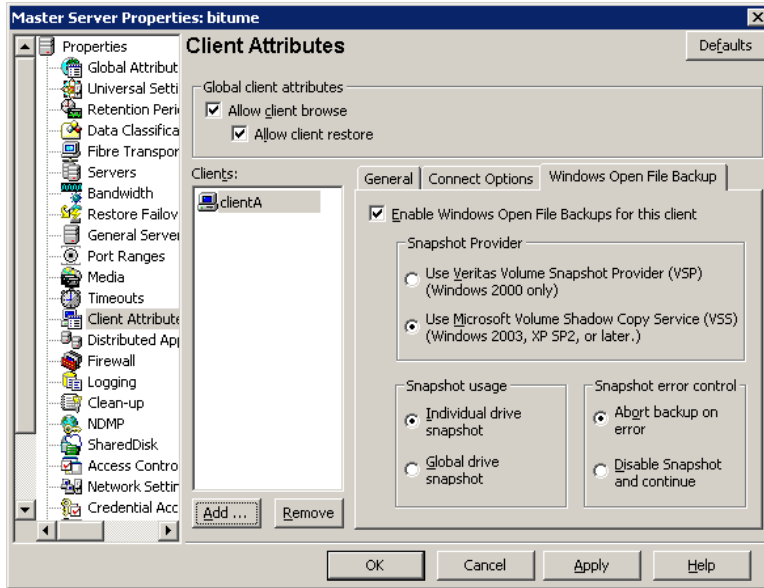 Master Server Properties: bitume
Properties
Global Attribut
Universal Setti
Retention Peri
Data Classifica
Fibre Transpor
Servers
Bandwidth
Restore Failov
General Server
Port Ranges
Media
Timeouts
Client Attribute
Distributed App
Firewall
Logging
Clean-up
NDMP
SharedDisk
Access Contro
Network Settin
Credential Acc
Client Attributes
Defaults
Global client attributes
Allow client browse
Allow client restore
Clients:
clientA
Add ...
Remove
General
Connect Options
Windows Open File Backup
Enable Windows Open File Backups for this client
Snapshot Provider
Use Veritas Volume Snapshot Provider (VSP)
(Windows 2000 only)
Use Microsoft Volume Shadow Copy Service (VSS)
(Windows 2003, XP SP2, or later.)
Snapshot usage
Individual drive
snapshot
Global drive
snapshot
Snapshot error control
Abort backup on
error
Disable Snapshot
and continue
OK
Cancel
Apply
Help